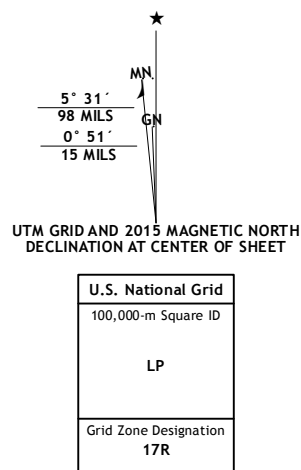 MN.
5° 31´
98 MILS
GN
0° 51´
15 MILS
UTM GRID AND 2015 MAGNETIC NORTH
DECLINATION AT CENTER OF SHEET
U.S. National Grid
100,000-m Square ID
LP
Grid Zone Designation
17R